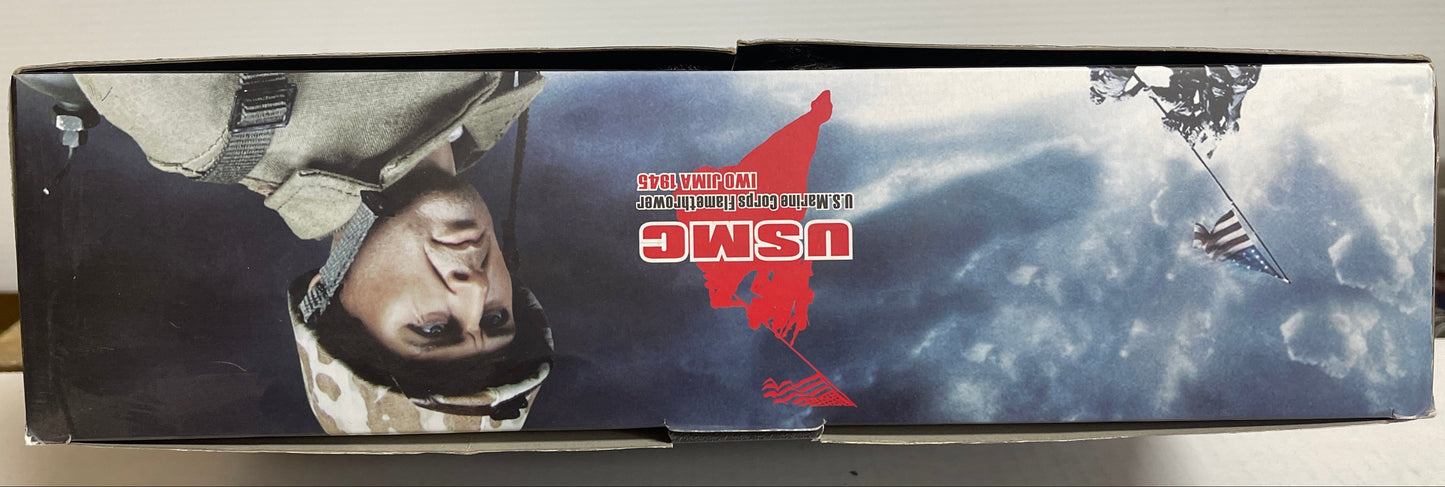 USMC
U.S.Marine Corps Flamethrower
IWO JIMA 1945